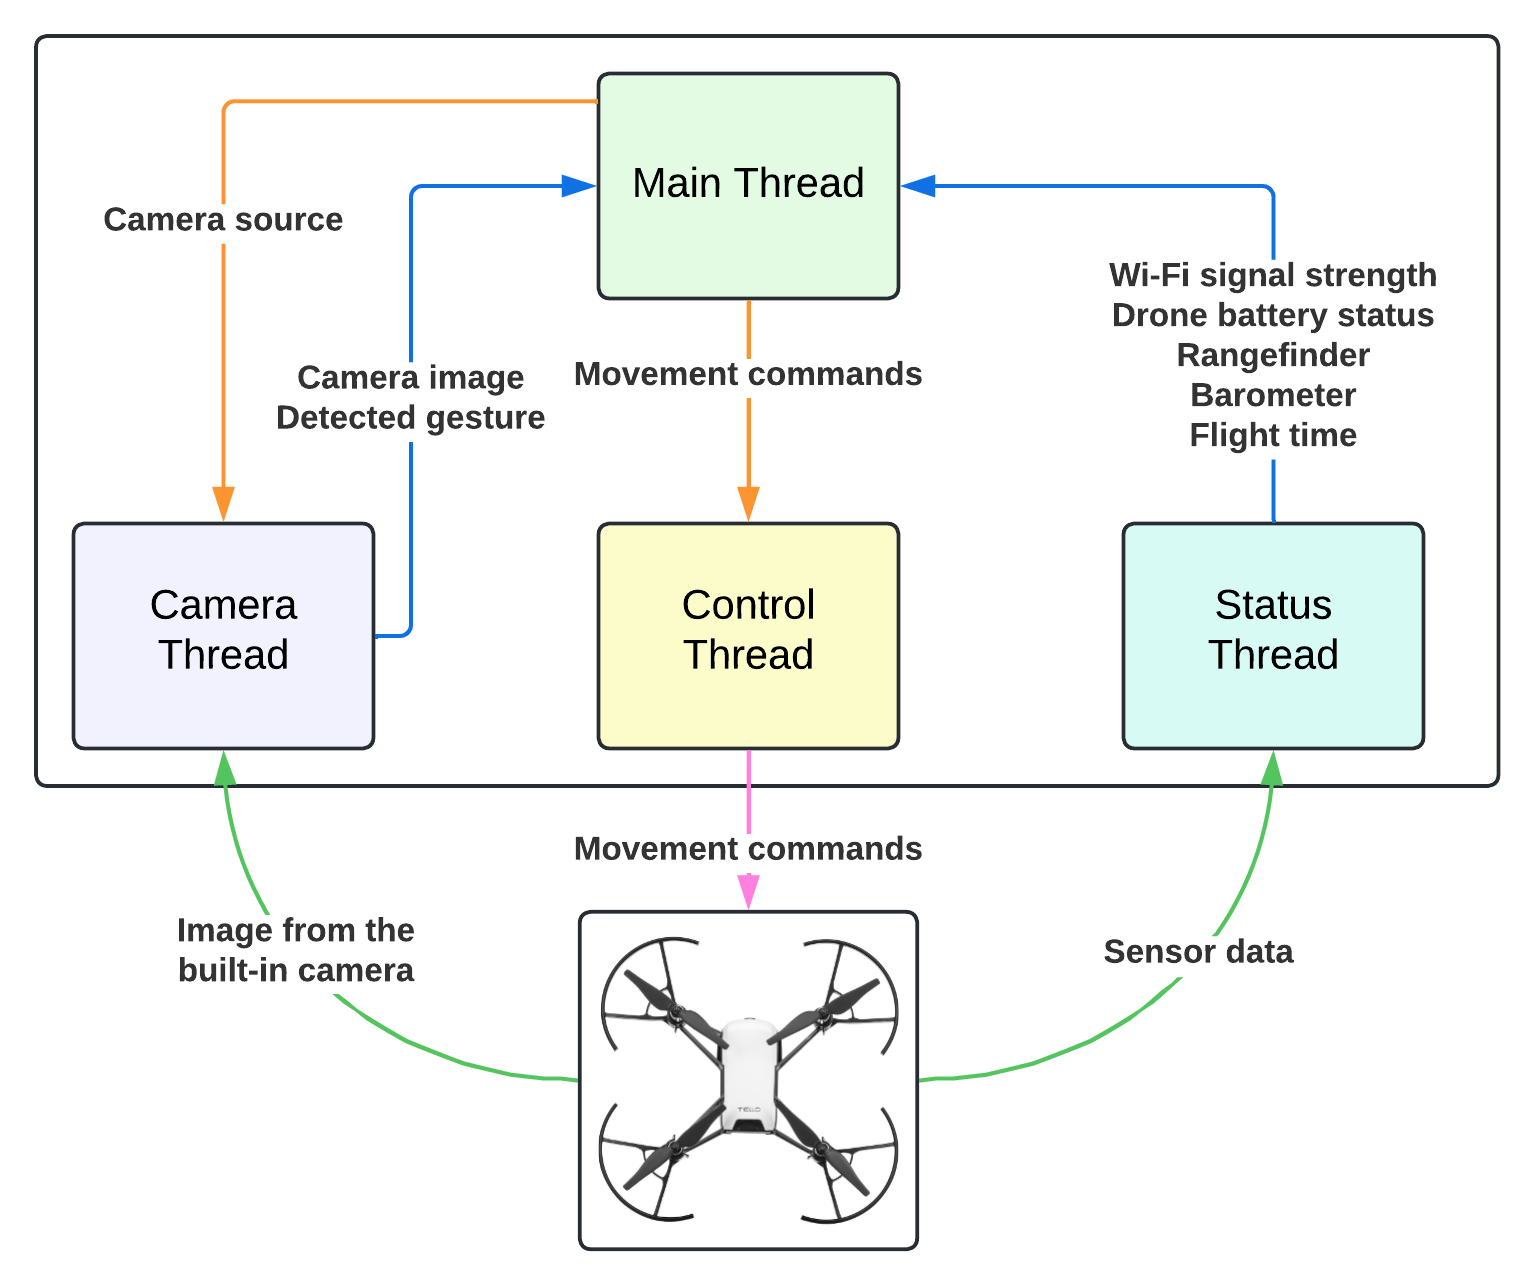 Main Thread
Camera source
Wi-Fi signal strength
Drone battery status
Rangefinder
Barometer
Flight time
Camera image
Detected gesture
Movement commands
Camera
Thread
Control
Thread
Status
Thread
Movement commands
Image from the
built-in camera
Sensor data
TELLO